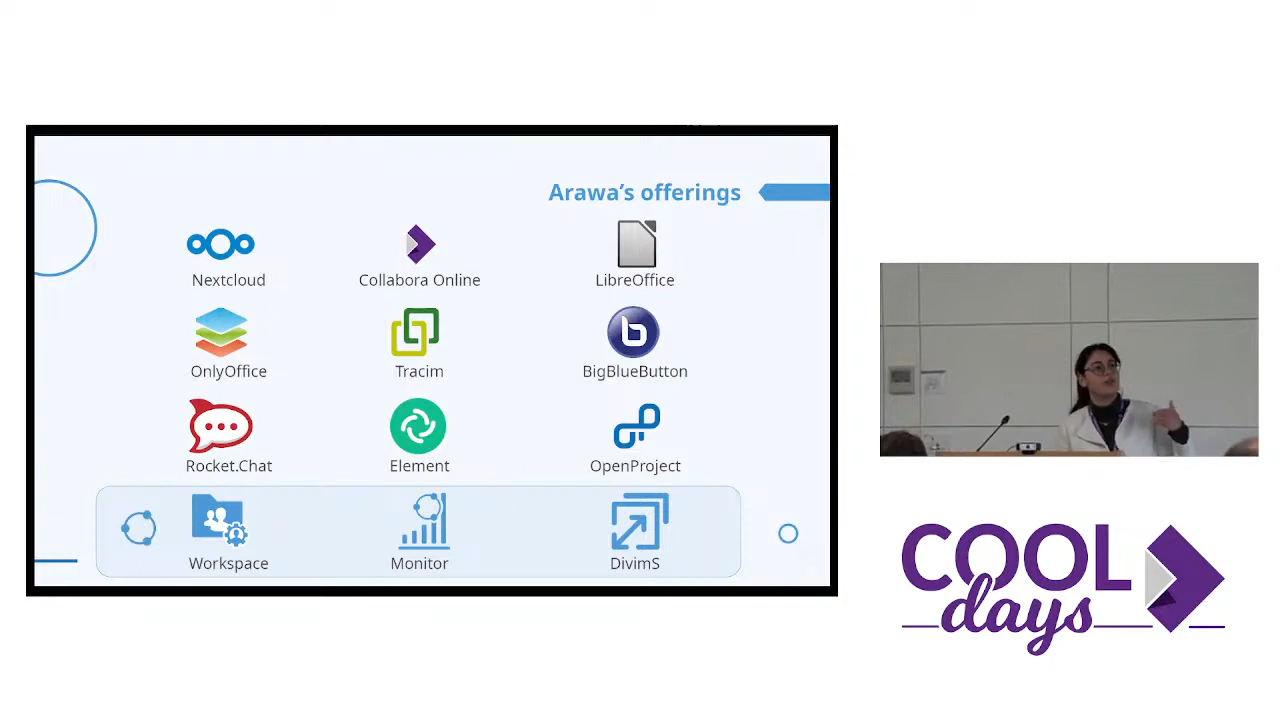 Arawa's offerings
Nextcloud Collabora Online LibreOffice
OnlyOffice Tracim BigBlueButton
Rocket.Chat Element OpenProject
Workspace Monitor DivimS
COOL
days